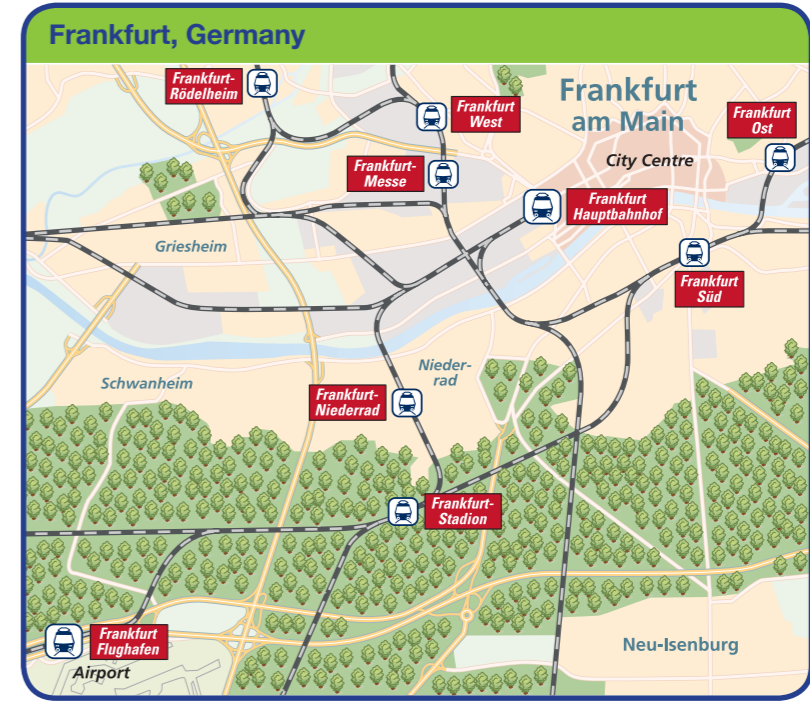 Frankfurt, Germany
Frankfurt-
Rödelheim
Frankfurt
West
Frankfurt
am Main
Frankfurt
Ost
City Centre
Frankfurt-
Messe
Frankfurt
Hauptbahnhof
Griesheim
Frankfurt
Süd
Schwanheim
Nieder-
rad
Frankfurt-
Niederrad
Frankfurt-
Stadion
Frankfurt
Flughafen
Airport
Neu-Isenburg